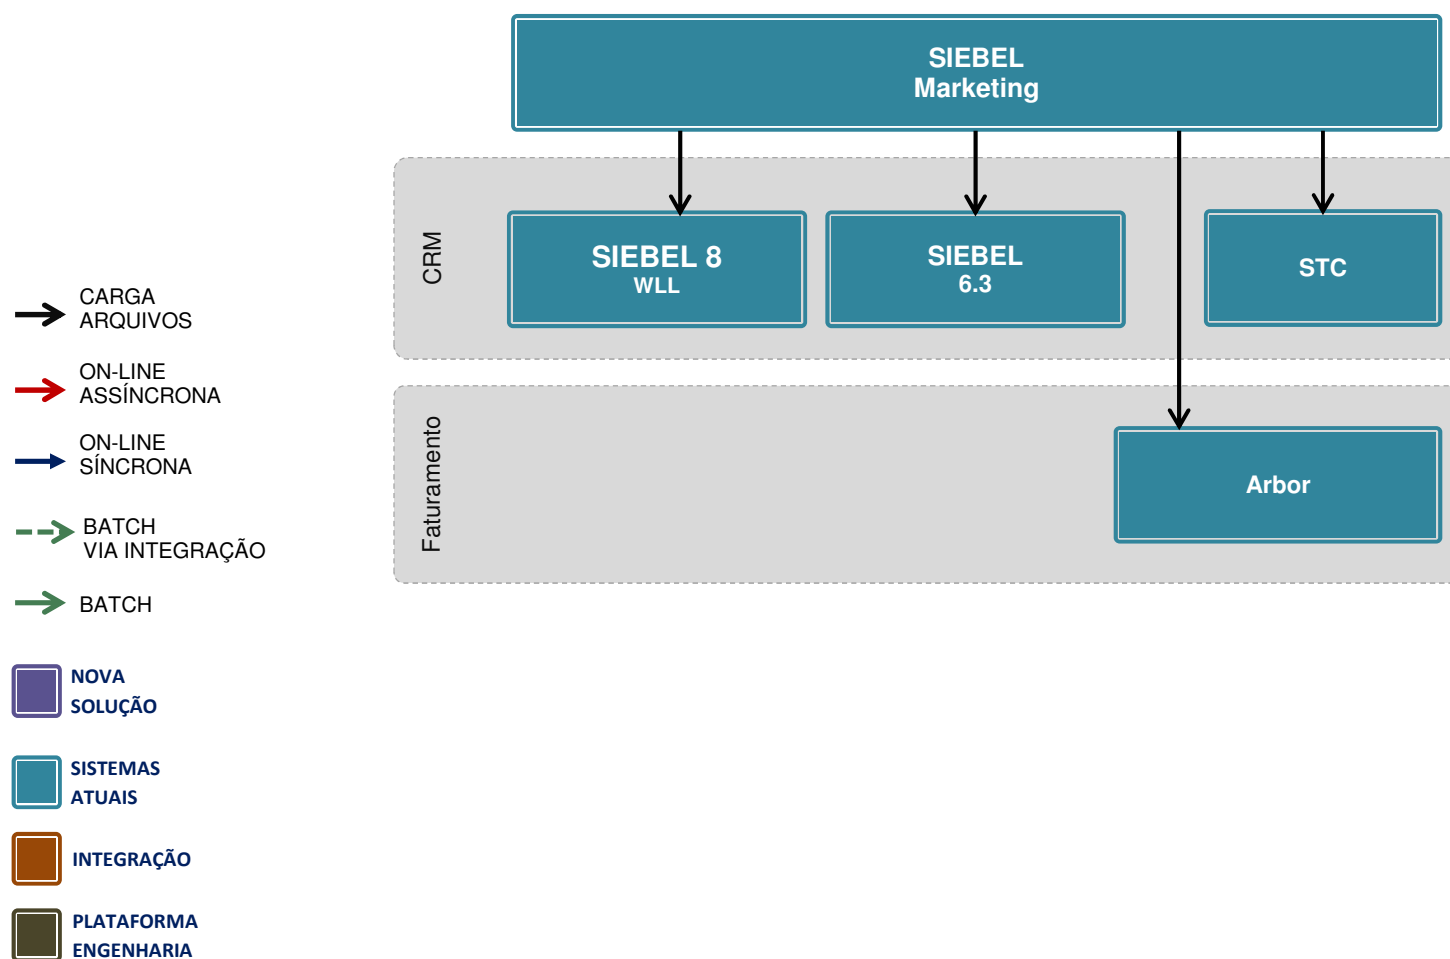 SIEBEL
Marketing
CRM
SIEBEL 8
WLL
SIEBEL
6.3
STC
Faturamento
Arbor
CARGA
ARQUIVOS
ON-LINE
ASSÍNCRONA
ON-LINE
SÍNCRONA
BATCH
VIA INTEGRAÇÃO
BATCH
NOVA
SOLUÇÃO
SISTEMAS
ATUAIS
INTEGRAÇÃO
PLATAFORMA
ENGENHARIA